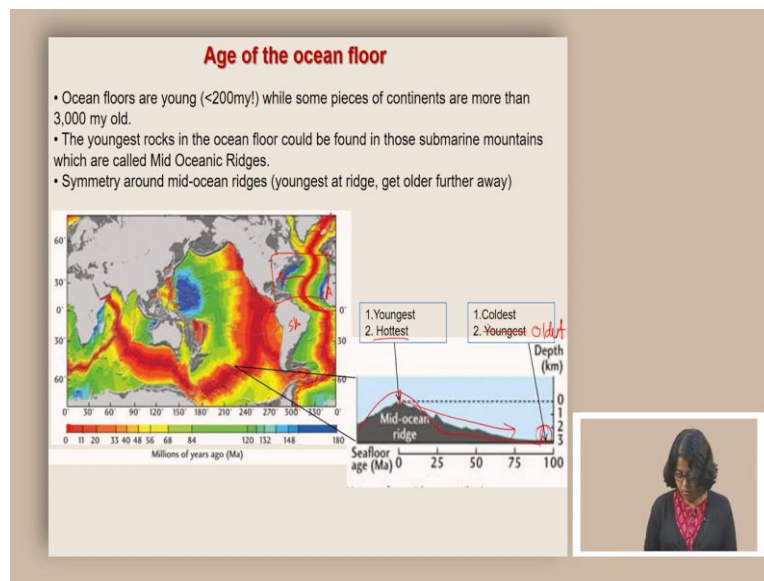 Age of the ocean floor
• Ocean floors are young (<200my!) while some pieces of continents are more than
3,000 my old.
• The youngest rocks in the ocean floor could be found in those submarine mountains
which are called Mid Oceanic Ridges.
• Symmetry around mid-ocean ridges (youngest at ridge, get older further away)
60˚
30˚
0˚
30
60˚
SA
A
0˚
30
60
0˚ 30˚ 60˚ 90˚ 120˚ 150˚ 180˚ 210˚ 240˚ 270˚ 300˚ 330˚ 0˚
0 11 20 33 40 48 56 68 84 120 132 148 180
Millions of years ago (Ma)
1.Youngest
2. Hottest
1.Coldest
2. Youngest Oldest
Depth
(km)
0
1
2
3
Mid-ocean
ridge
Seafloor
age (Ma) 0 25 50 75 100